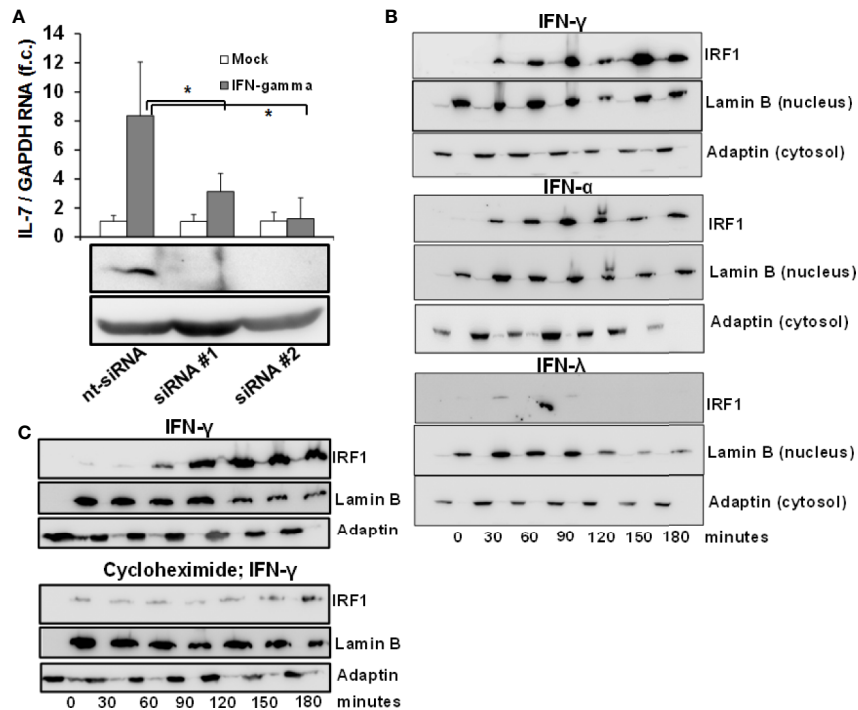 A
IL-7 / GAPDH RNA (f.c.)
14
12
10
8
6
4
2
0
Mock
IFN-gamma
*
*
nt-siRNA
siRNA #1
siRNA #2
B
IFN-γ
IRF1
Lamin B (nucleus)
Adaptin (cytosol)
IFN-α
IRF1
Lamin B (nucleus)
Adaptin (cytosol)
IFN-λ
IRF1
Lamin B (nucleus)
Adaptin (cytosol)
0 30 60 90 120 150 180 minutes
C
IFN-γ
IRF1
Lamin B
Adaptin
Cycloheximide; IFN-γ
IRF1
Lamin B
Adaptin
0 30 60 90 120 150 180 minutes